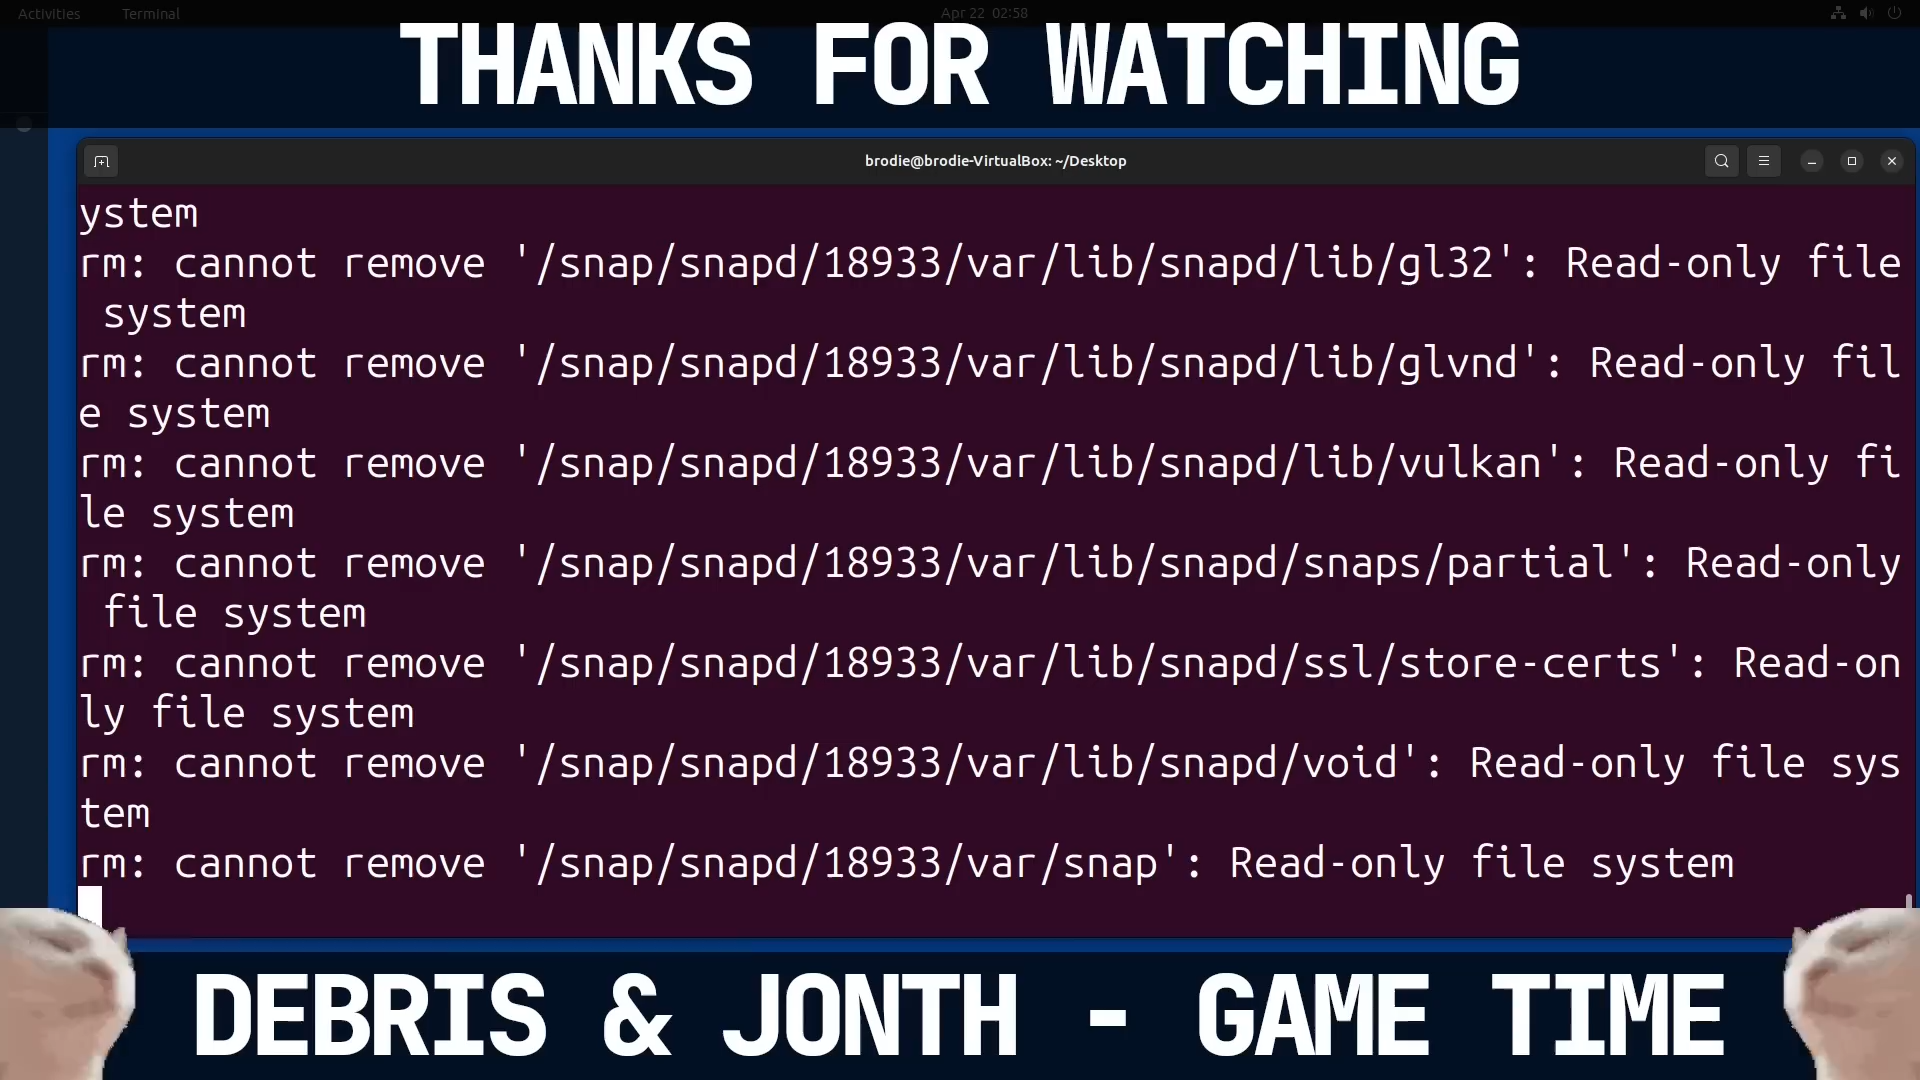 Activities Terminal Apr 22 02:58
THANKS FOR WATCHING
brodie@brodie-VirtualBox: ~/Desktop
ystem
rm: cannot remove '/snap/snapd/18933/var/lib/snapd/lib/gl32': Read-only file
 system
rm: cannot remove '/snap/snapd/18933/var/lib/snapd/lib/glvnd': Read-only fil
e system
rm: cannot remove '/snap/snapd/18933/var/lib/snapd/lib/vulkan': Read-only fi
le system
rm: cannot remove '/snap/snapd/18933/var/lib/snapd/snaps/partial': Read-only
 file system
rm: cannot remove '/snap/snapd/18933/var/lib/snapd/ssl/store-certs': Read-on
ly file system
rm: cannot remove '/snap/snapd/18933/var/lib/snapd/void': Read-only file sys
tem
rm: cannot remove '/snap/snapd/18933/var/snap': Read-only file system
DEBRIS & JONTH - GAME TIME